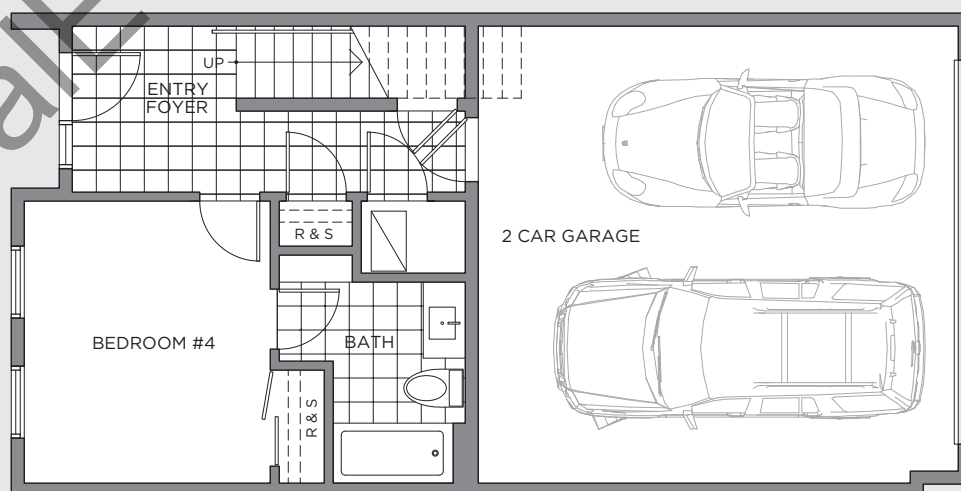 UP
ENTRY
FOYER
R & S
2 CAR GARAGE
BEDROOM #4
BATH
R & S